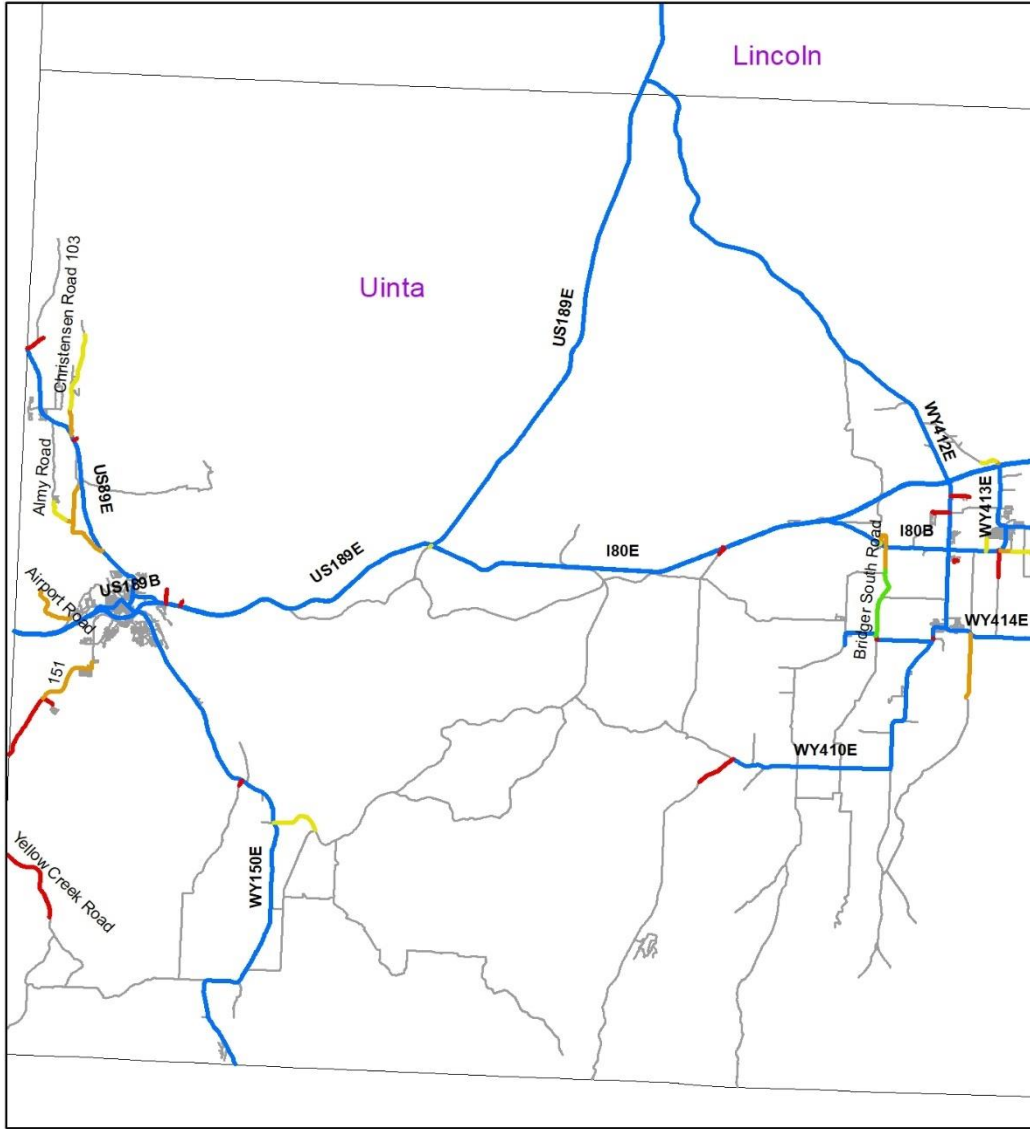 Lincoln
Uinta
Christensen Road 103
US189E
Almy Road
US89E
WY412E
WY413E
I80B
I80E
US189E
US189B
Airport Road
Bridger South Road
WY414E
151
WY410E
Yellow Creek Road
WY150E